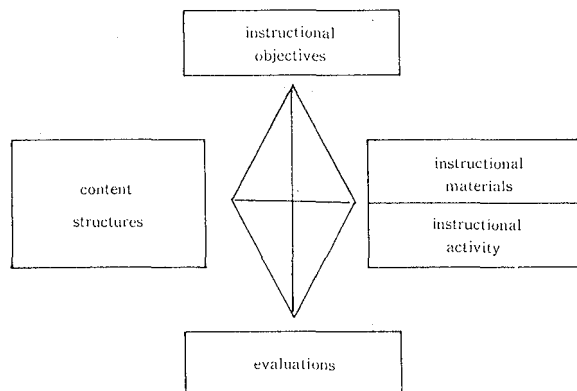 instructional
objectives
content
structures
instructional
materials
instructional
activity
evaluations